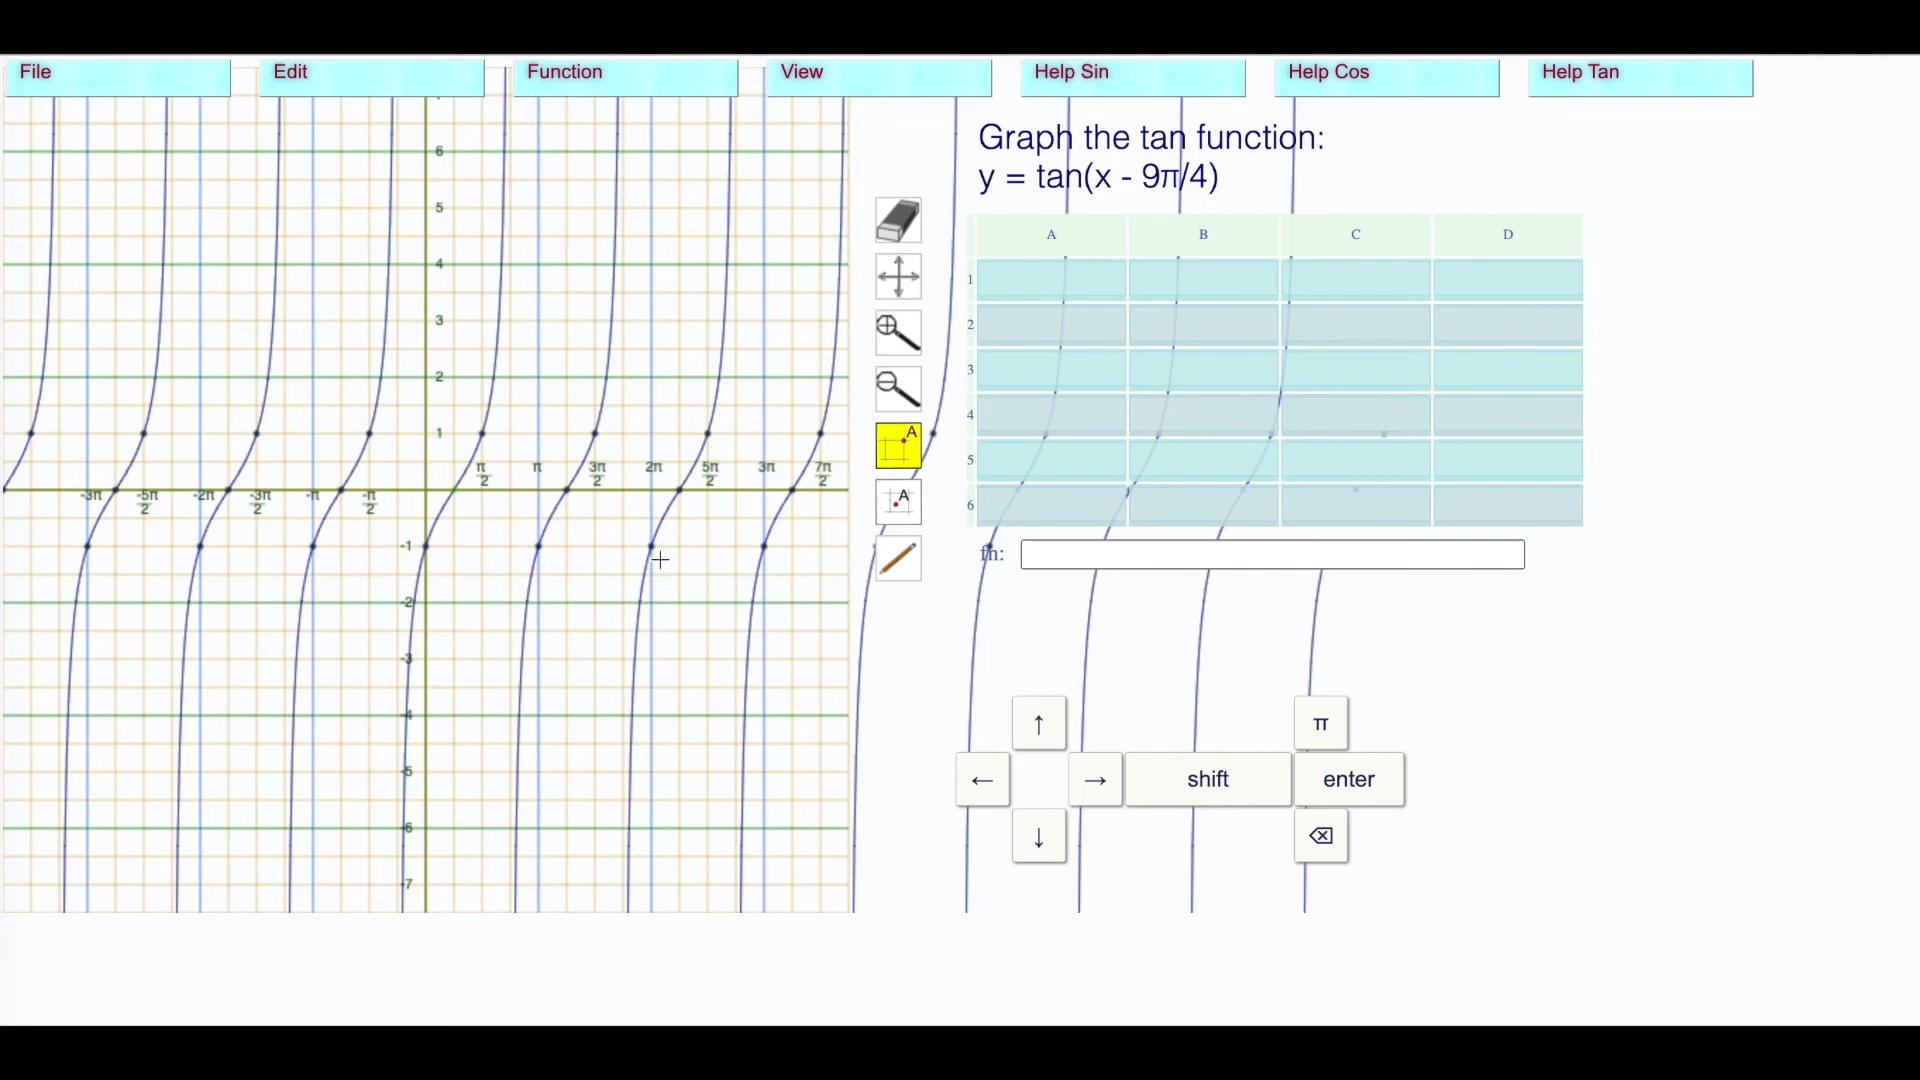 File Edit Function View Help Sin Help Cos Help Tan
Graph the tan function:
y = tan(x - 9π/4)
A B C D
1
2
3
4
5
6
fn:
6
5
4
3
2
1
-3π -5π/2 -2π -3π/2 -π -π/2 π/2 π 3π/2 2π 5π/2 3π 7π/2
-1
-2
-3
-4
-5
-6
-7
A
A
↑ π
← → shift enter
↓ ⌫